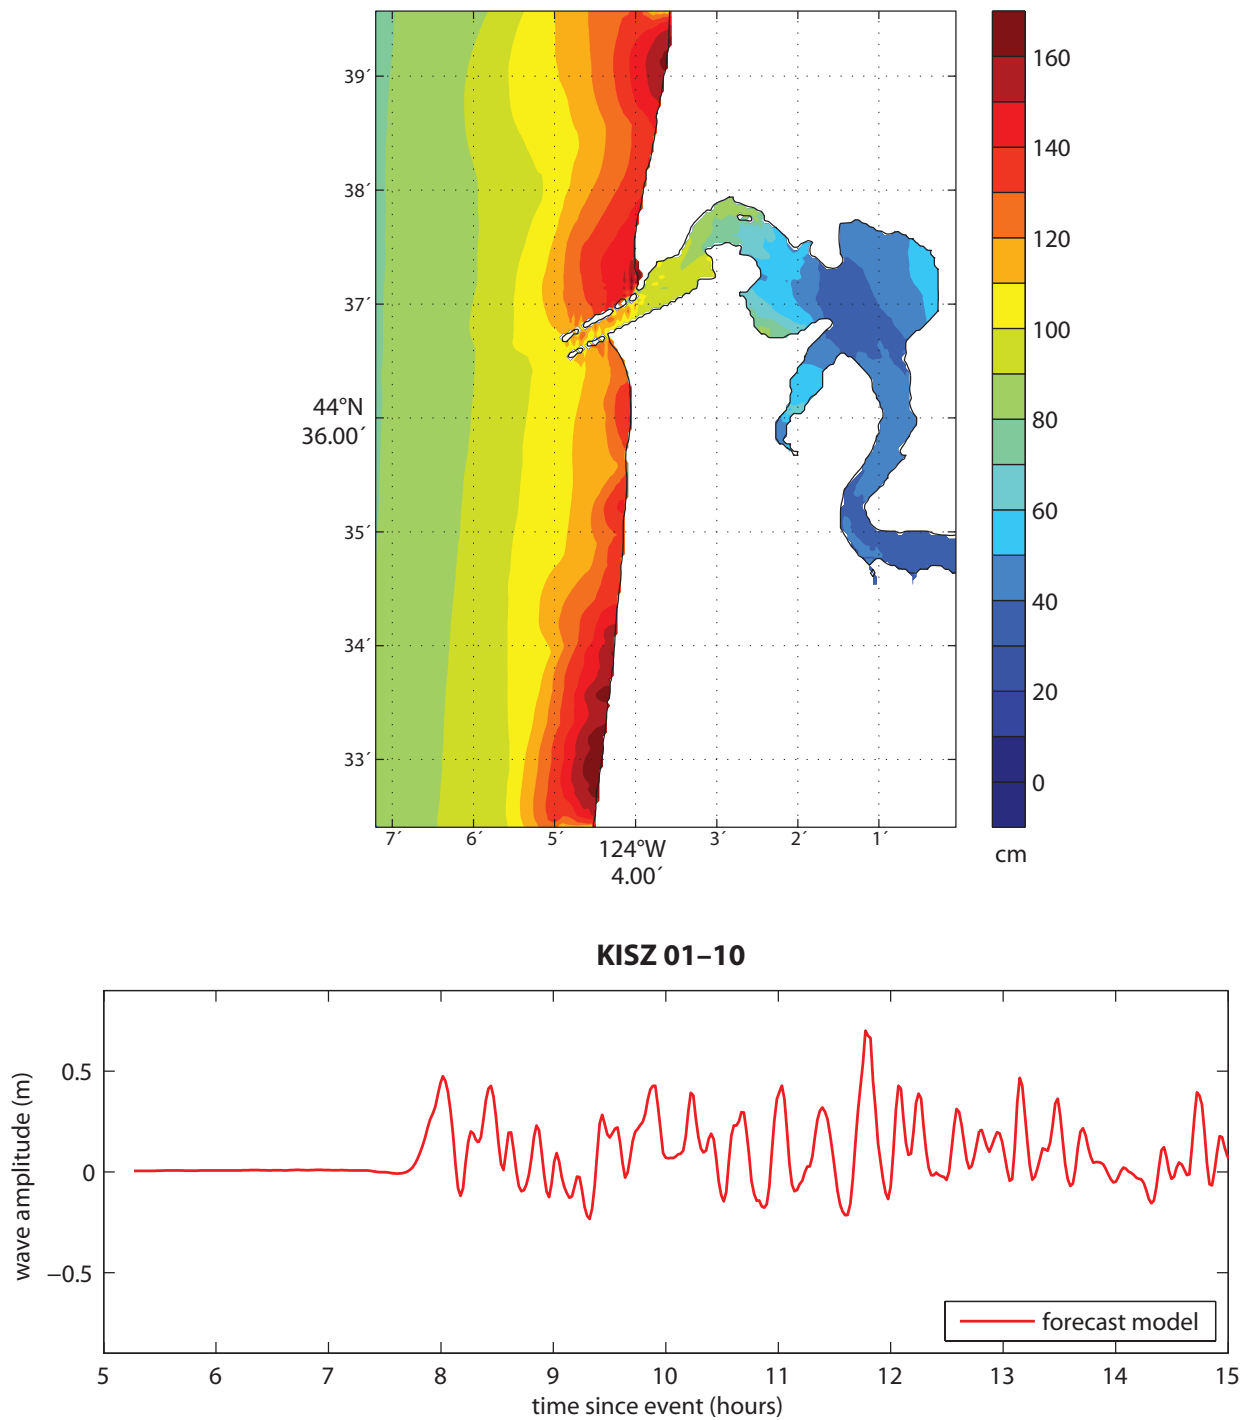 39´
38´
37´
44°N
36.00´
35´
34´
33´
7´ 6´ 5´ 124°W 3´ 2´ 1´
4.00´
160
140
120
100
80
60
40
20
0
cm
KISZ 01–10
wave amplitude (m)
0.5
0
−0.5
forecast model
5 6 7 8 9 10 11 12 13 14 15
time since event (hours)